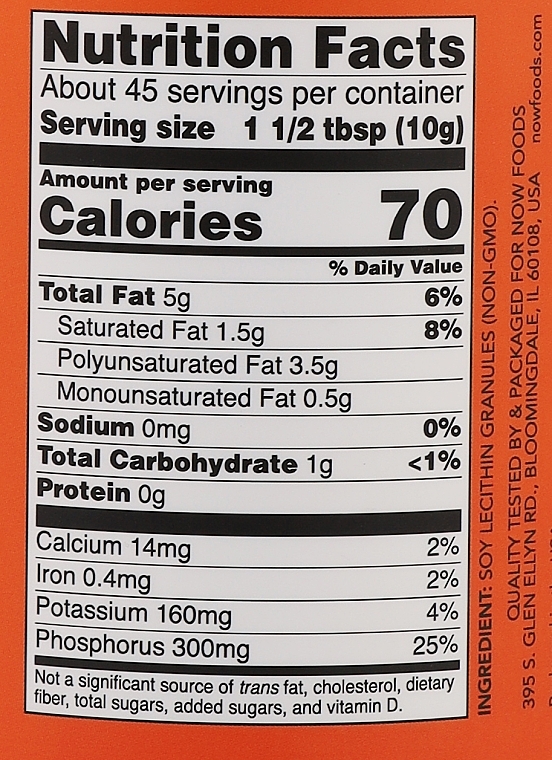 Nutrition Facts
About 45 servings per container
Serving size 1 1/2 tbsp (10g)
Amount per serving
Calories 70
% Daily Value
Total Fat 5g 6%
Saturated Fat 1.5g 8%
Polyunsaturated Fat 3.5g
Monounsaturated Fat 0.5g
Sodium 0mg 0%
Total Carbohydrate 1g <1%
Protein 0g
Calcium 14mg 2%
Iron 0.4mg 2%
Potassium 160mg 4%
Phosphorus 300mg 25%
Not a significant source of trans fat, cholesterol, dietary
fiber, total sugars, added sugars, and vitamin D.
INGREDIENT: SOY LECITHIN GRANULES (NON-GMO).
QUALITY TESTED BY & PACKAGED FOR NOW FOODS
395 S. GLEN ELLYN RD., BLOOMINGDALE, IL 60108, USA nowfoods.com